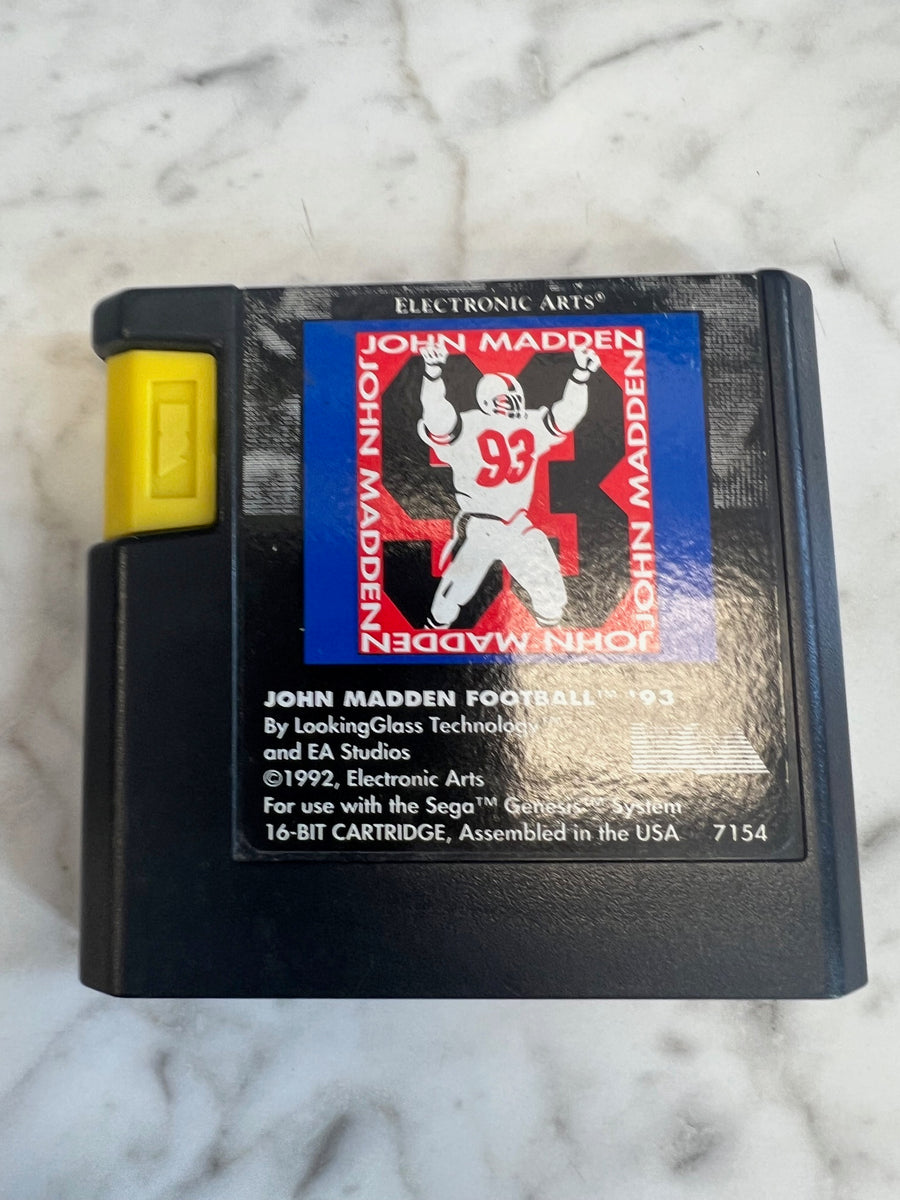 ELECTRONIC ARTS®
JOHN MADDEN
JOHN MADDEN
JOHN MADDEN
JOHN MADDEN
93
93
JOHN MADDEN FOOTBALL™ '93
By LookingGlass Technology™
and EA Studios
©1992, Electronic Arts
For use with the Sega™ Genesis™ System
16-BIT CARTRIDGE, Assembled in the USA 7154